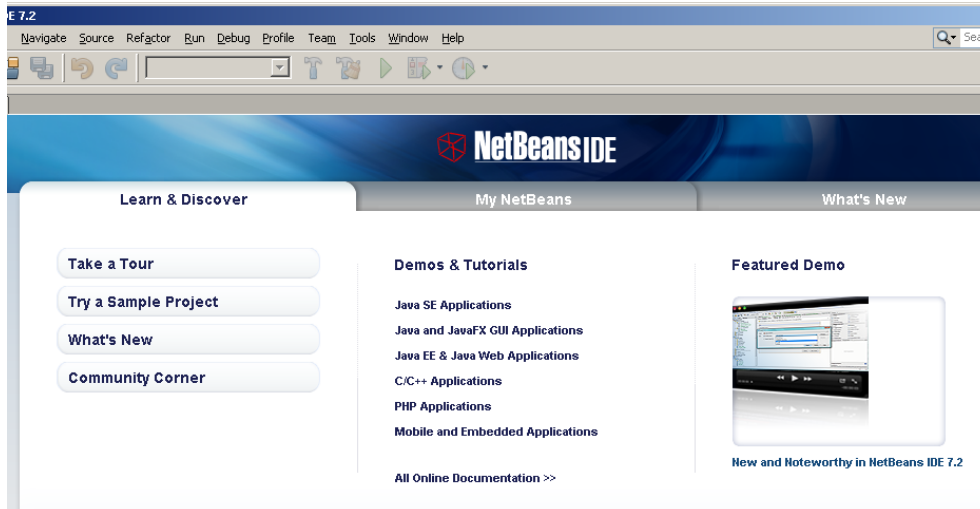 E 7.2
Navigate Source Refactor Run Debug Profile Team Tools Window Help
Sea
NetBeans IDE
Learn & Discover
My NetBeans
What's New
Take a Tour
Try a Sample Project
What's New
Community Corner
Demos & Tutorials
Java SE Applications
Java and JavaFX GUI Applications
Java EE & Java Web Applications
C/C++ Applications
PHP Applications
Mobile and Embedded Applications
All Online Documentation >>
Featured Demo
New and Noteworthy in NetBeans IDE 7.2